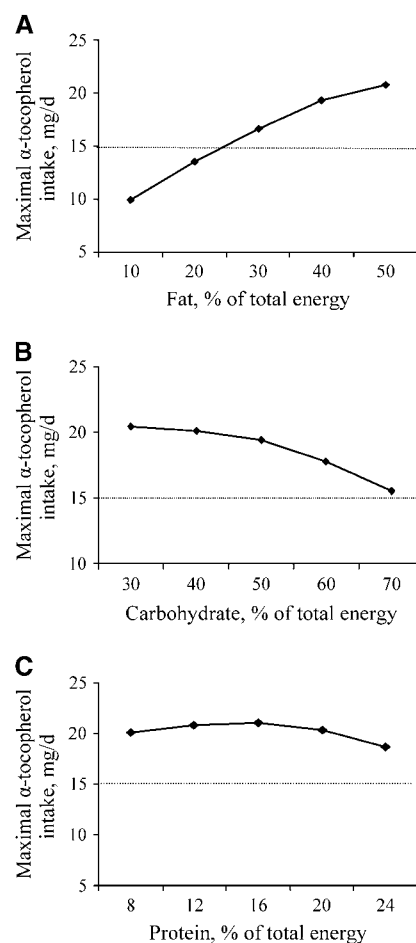 A
Maximal α-tocopherol
intake, mg/d
25
20
15
10
5
10 20 30 40 50
Fat, % of total energy
B
Maximal α-tocopherol
intake, mg/d
25
20
15
10
30 40 50 60 70
Carbohydrate, % of total energy
C
Maximal α-tocopherol
intake, mg/d
25
20
15
10
5
8 12 16 20 24
Protein, % of total energy